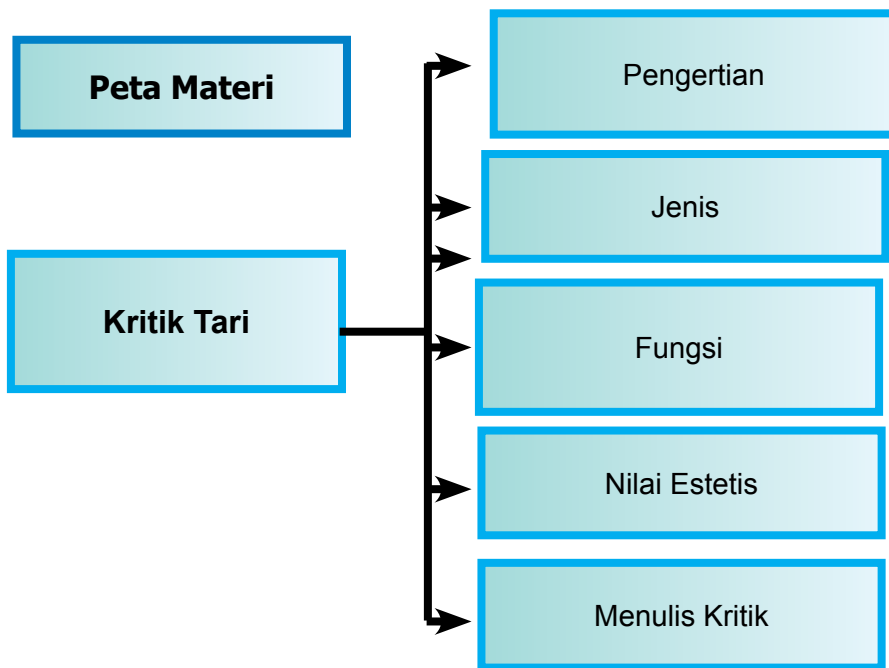 Peta Materi
Kritik Tari
Pengertian
Jenis
Fungsi
Nilai Estetis
Menulis Kritik